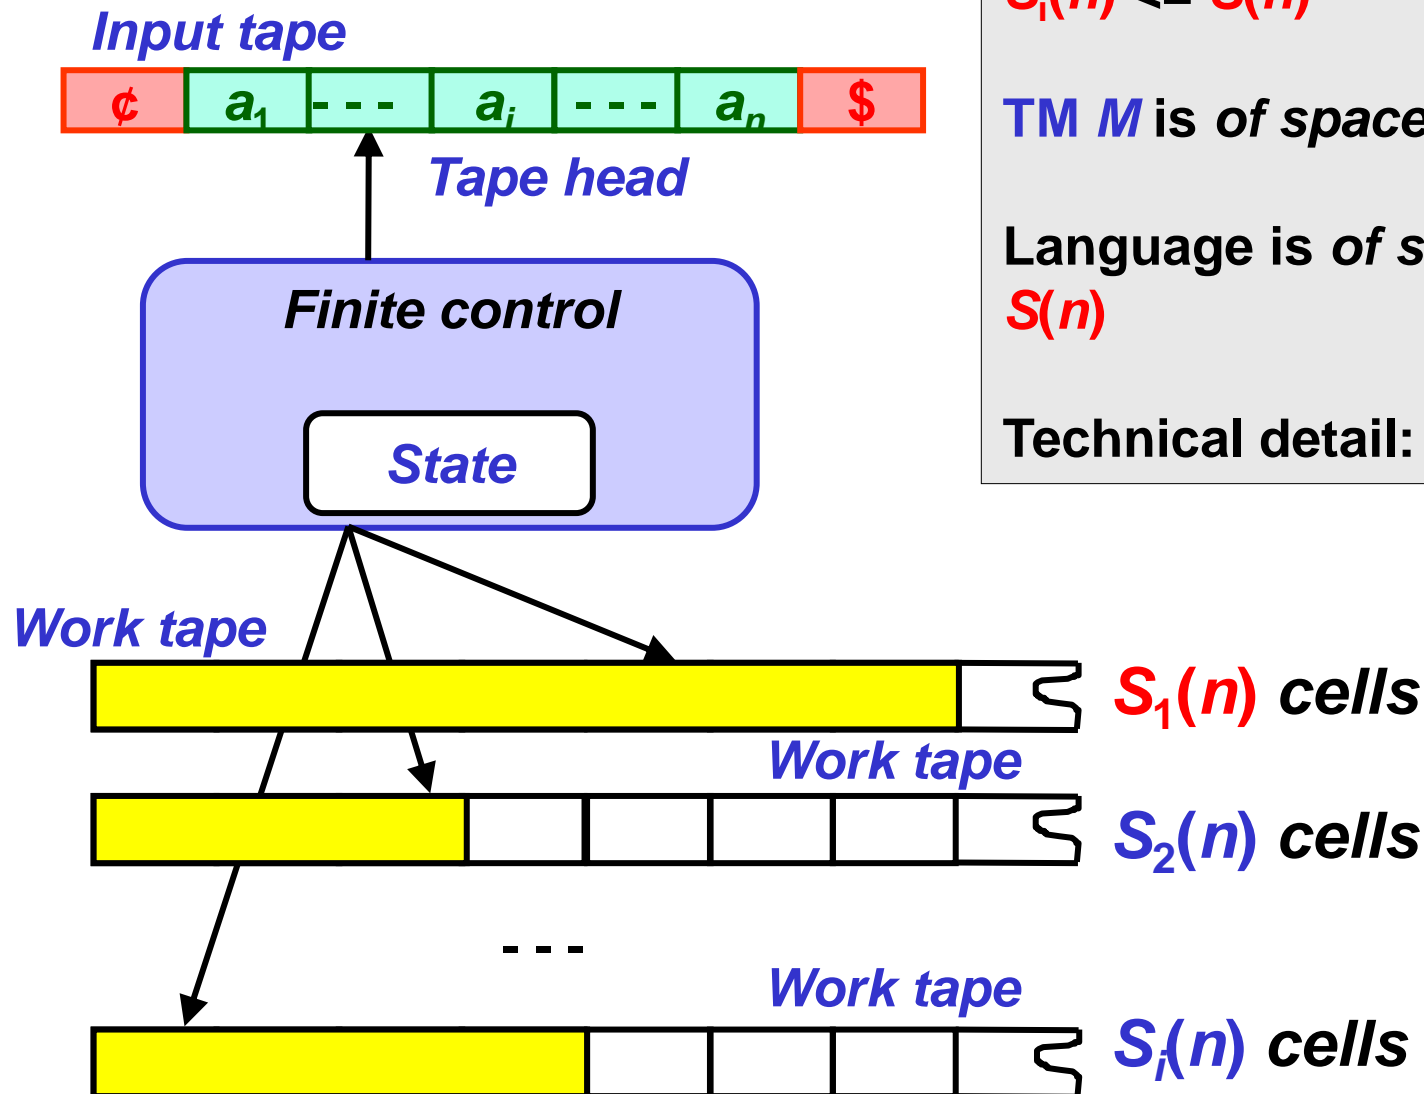 Input tape
¢ a1 --- ai --- an $
Tape head
Finite control
State
Work tape
S1(n) cells
Work tape
S2(n) cells
---
Work tape
Si(n) cells
Si(n) <= S(n)
TM M is of space
Language is of s
S(n)
Technical detail: